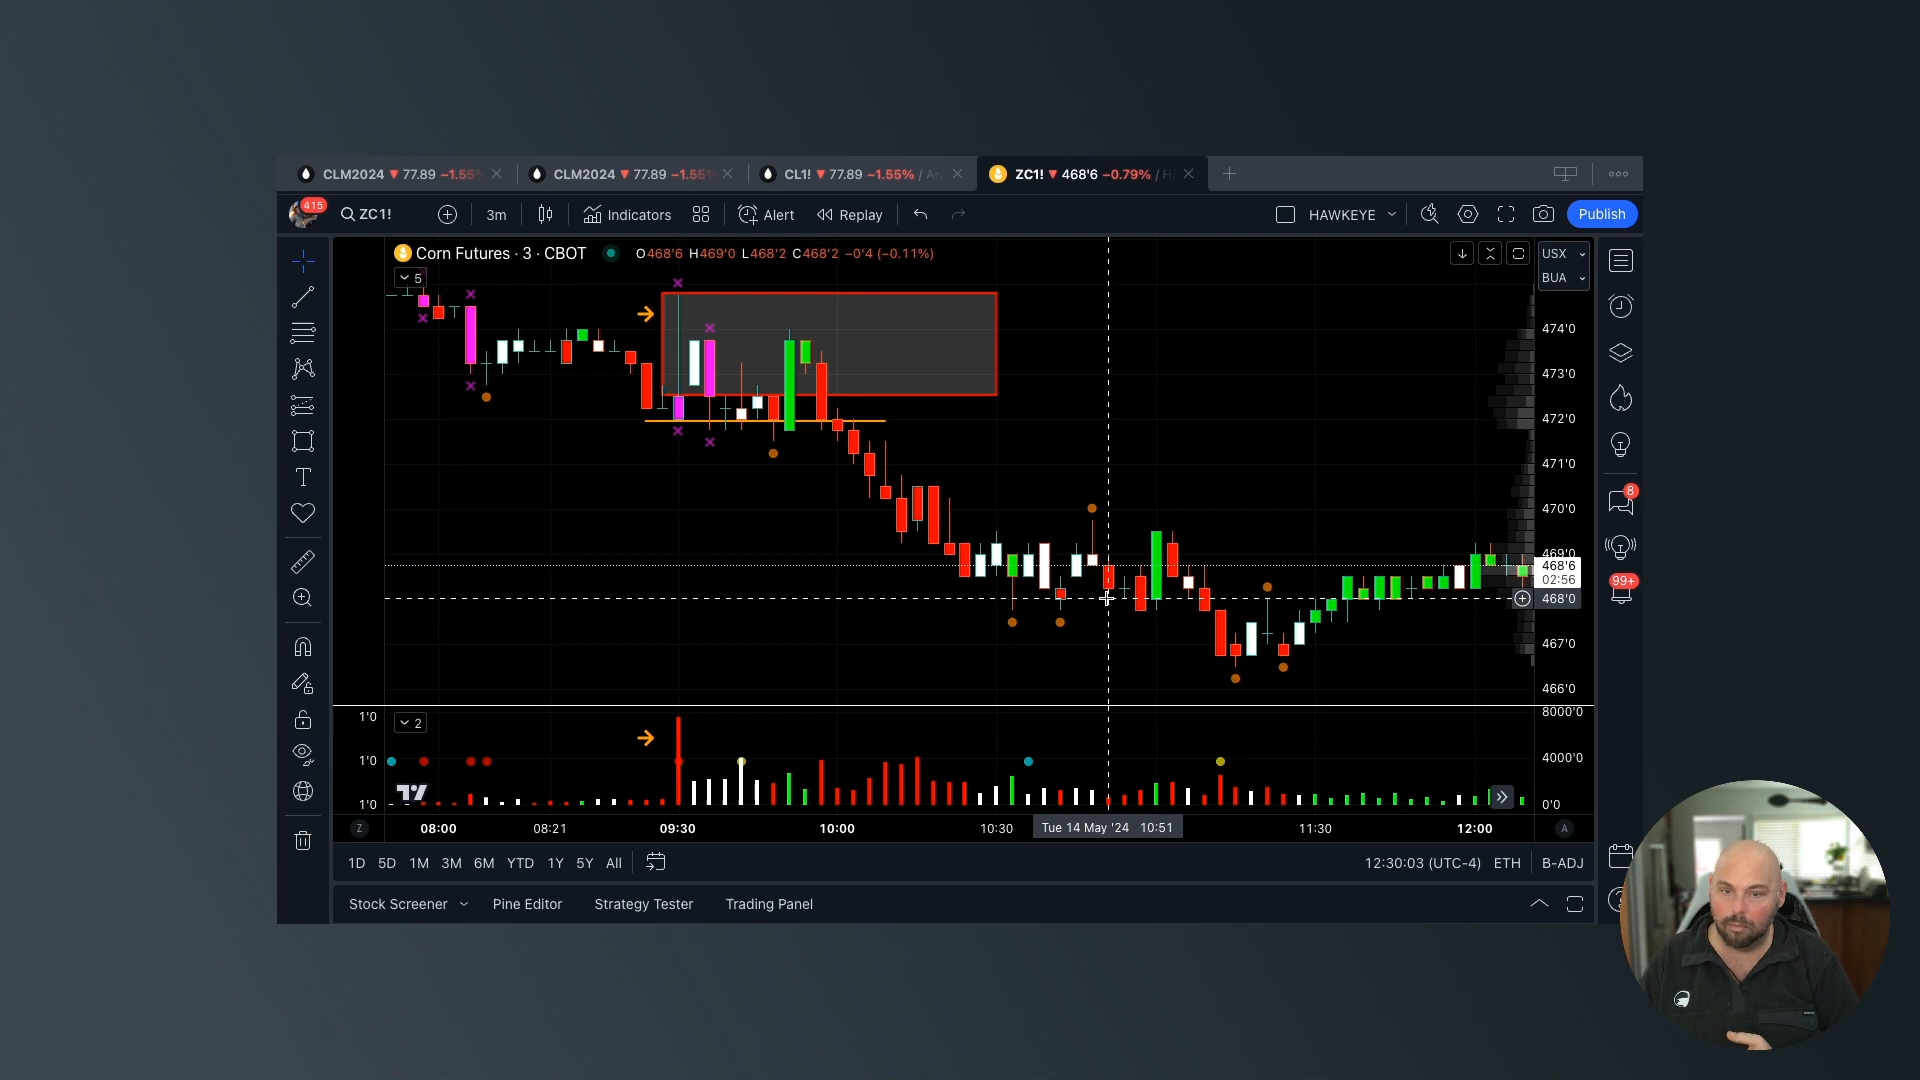 CLM2024 ▼ 77.89 −1.55%
CLM2024 ▼ 77.89 −1.55%
CL1! ▼ 77.89 −1.55% / An
ZC1! ▼ 468'6 −0.79% / H
415
ZC1!
3m
Indicators
Alert
Replay
HAWKEYE
Publish
Corn Futures · 3 · CBOT
O468'6 H469'0 L468'2 C468'2 −0'4 (−0.11%)
USX
BUA
5
474'0
473'0
472'0
471'0
470'0
469'0
468'6
02:56
468'0
467'0
466'0
8
99+
1'0
2
8000'0
1'0
4000'0
1'0
0'0
Z
08:00
08:21
09:30
10:00
10:30
Tue 14 May '24 10:51
11:30
12:00
A
1D
5D
1M
3M
6M
YTD
1Y
5Y
All
12:30:03 (UTC-4)
ETH
B-ADJ
Stock Screener
Pine Editor
Strategy Tester
Trading Panel